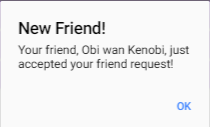 New Friend!
Your friend, Obi wan Kenobi, just
accepted your friend request!
OK